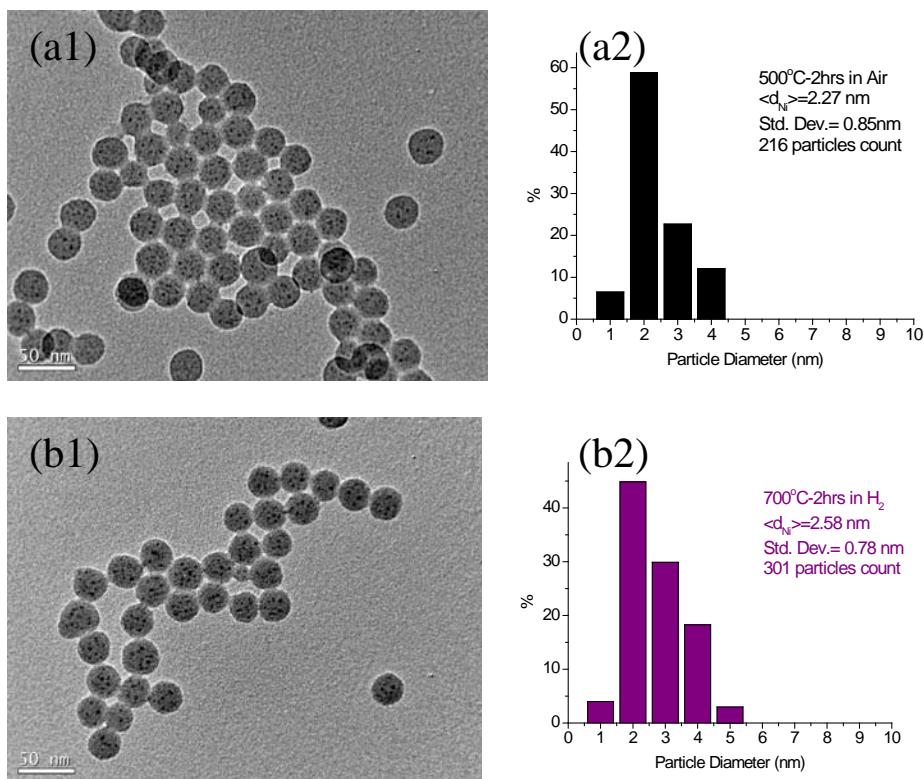 (a1)
50 nm
(a2)
500°C-2hrs in Air
<d_Ni>=2.27 nm
Std. Dev.= 0.85nm
216 particles count
60
50
40
30
20
10
0
%
0 1 2 3 4 5 6 7 8 9 10
Particle Diameter (nm)
(b1)
50 nm
(b2)
700°C-2hrs in H₂
<d_Ni>=2.58 nm
Std. Dev.= 0.78 nm
301 particles count
40
30
20
10
0
%
0 1 2 3 4 5 6 7 8 9 10
Particle Diameter (nm)